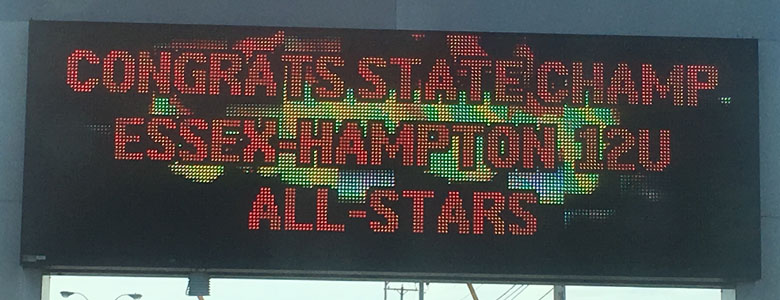 CONGRATS STATE CHAMP
ESSEX-HAMPTON 12U
ALL-STARS